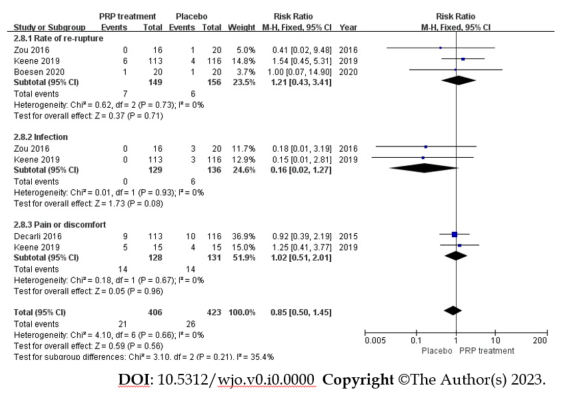 PRP treatment Placebo Risk Ratio Risk Ratio
Study or Subgroup Events Total Events Total Weight M-H, Fixed, 95% CI Year M-H, Fixed, 95% CI
2.8.1 Rate of re-rupture
Zou 2016 0 16 1 20 5.0% 0.41 [0.02, 9.48] 2016
Keene 2019 6 113 4 116 14.8% 1.54 [0.45, 5.31] 2019
Boesen 2020 1 20 1 20 3.7% 1.00 [0.07, 14.90] 2020
Subtotal (95% CI) 149 156 23.5% 1.21 [0.43, 3.41]
Total events 7 6
Heterogeneity: Chi² = 0.62, df = 2 (P = 0.73); I² = 0%
Test for overall effect: Z = 0.37 (P = 0.71)
2.8.2 Infection
Zou 2016 0 16 3 20 11.7% 0.18 [0.01, 3.19] 2016
Keene 2019 0 113 3 116 12.9% 0.15 [0.01, 2.81] 2019
Subtotal (95% CI) 129 136 24.6% 0.16 [0.02, 1.27]
Total events 0 6
Heterogeneity: Chi² = 0.01, df = 1 (P = 0.93); I² = 0%
Test for overall effect: Z = 1.73 (P = 0.08)
2.8.3 Pain or discomfort
Decarli 2016 9 113 10 116 36.9% 0.92 [0.39, 2.19] 2015
Keene 2019 5 15 4 15 15.0% 1.25 [0.41, 3.77] 2019
Subtotal (95% CI) 128 131 51.9% 1.02 [0.51, 2.01]
Total events 14 14
Heterogeneity: Chi² = 0.18, df = 1 (P = 0.67); I² = 0%
Test for overall effect: Z = 0.05 (P = 0.96)
Total (95% CI) 406 423 100.0% 0.85 [0.50, 1.45]
Total events 21 26
Heterogeneity: Chi² = 4.10, df = 6 (P = 0.66); I² = 0%
Test for overall effect: Z = 0.59 (P = 0.56)
Test for subgroup differences: Chi² = 3.10, df = 2 (P = 0.21), I² = 35.4%
0.005 0.1 1 10 200
Placebo PRP treatment
DOI: 10.5312/wjo.v0.i0.0000 Copyright ©The Author(s) 2023.